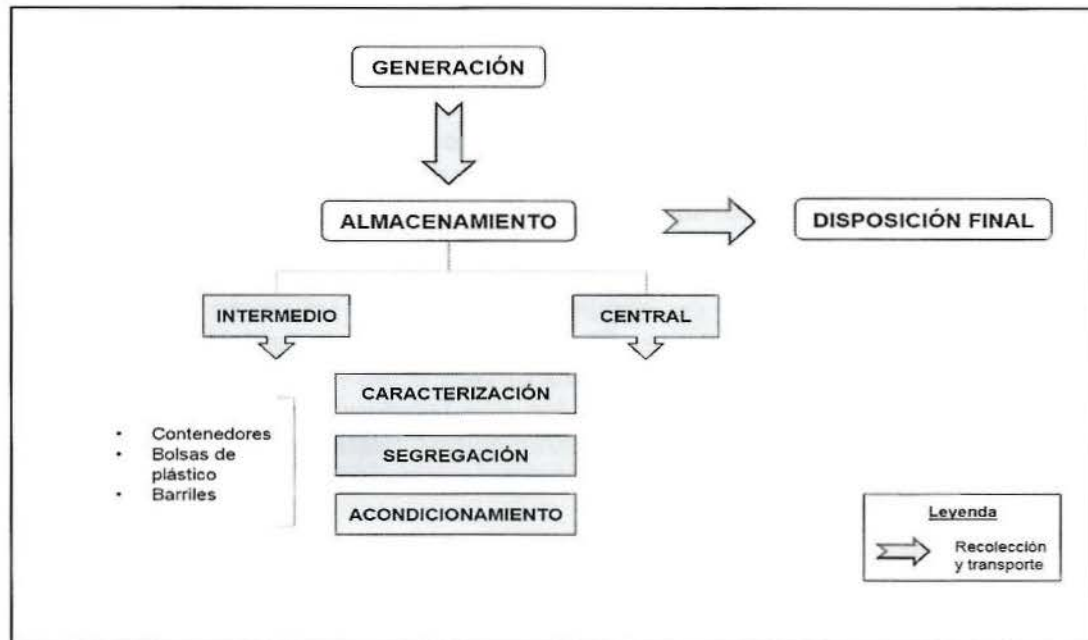 GENERACIÓN
ALMACENAMIENTO
DISPOSICIÓN FINAL
INTERMEDIO
CENTRAL
CARACTERIZACIÓN
• Contenedores
• Bolsas de
plástico
• Barriles
SEGREGACIÓN
ACONDICIONAMIENTO
Leyenda
Recolección
y transporte